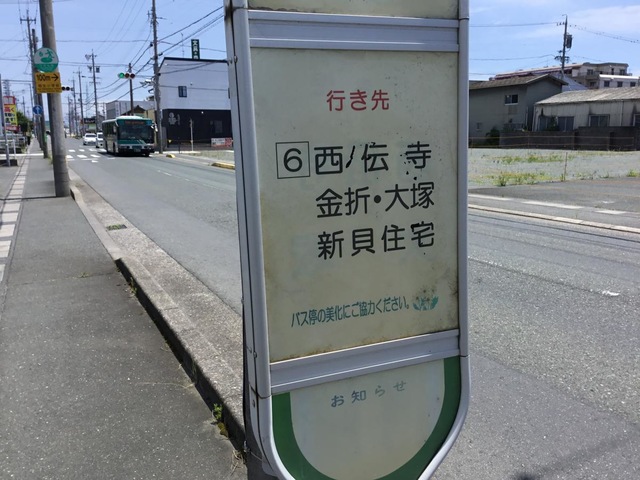 行き先
6 西ノ伝寺
金折・大塚
新貝住宅
バス停の美化にご協力ください。
お知らせ
100m